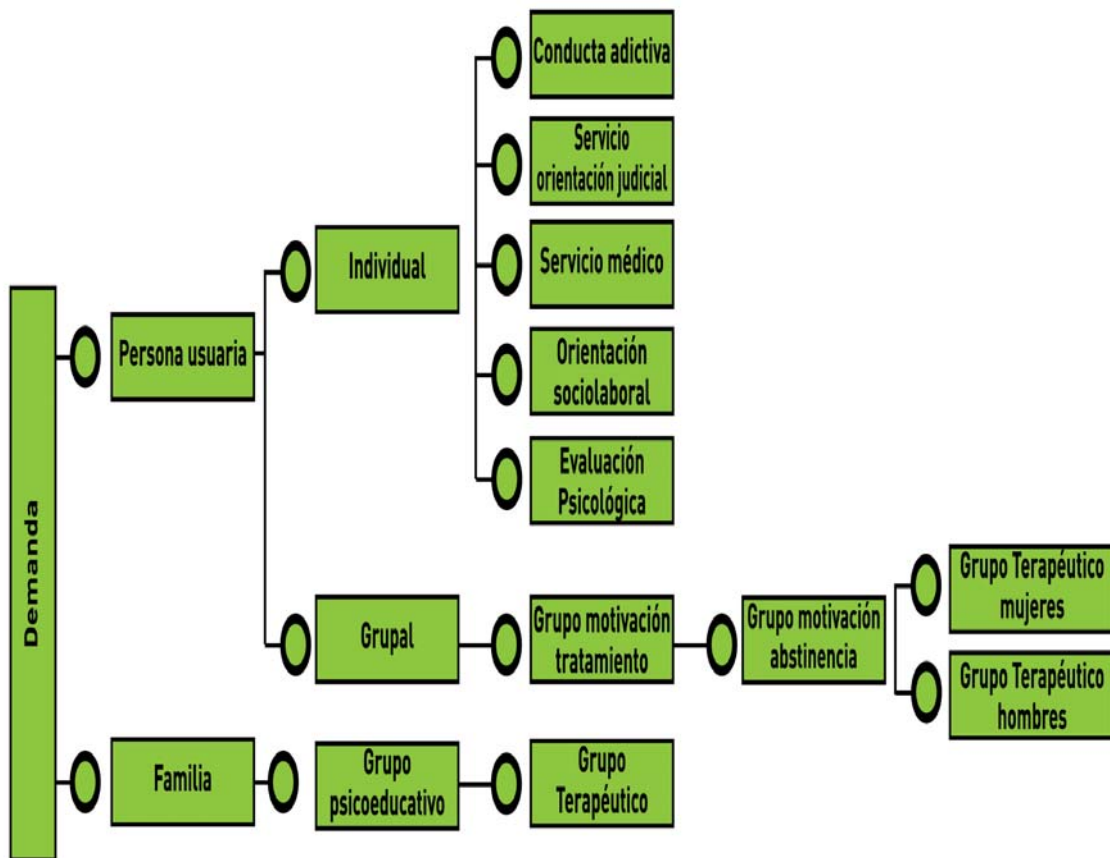 Demanda
Persona usuaria
Individual
Conducta adictiva
Servicio
orientación judicial
Servicio médico
Orientación
sociolaboral
Evaluación
Psicológica
Grupal
Grupo motivación
tratamiento
Grupo motivación
abstinencia
Grupo Terapéutico
mujeres
Grupo Terapéutico
hombres
Familia
Grupo
psicoeducativo
Grupo
Terapéutico